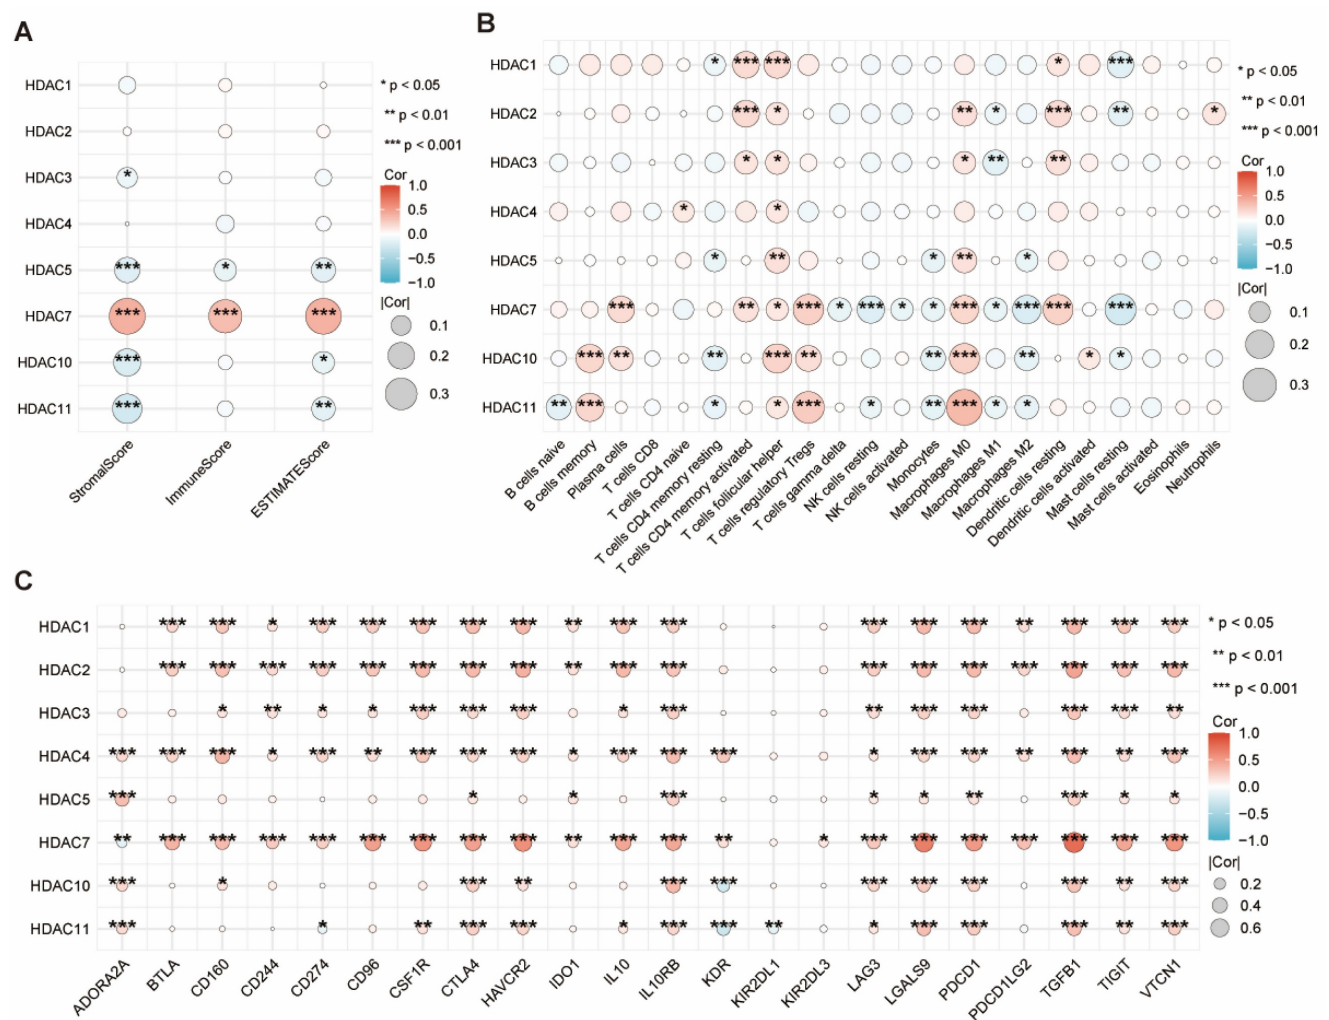 A
HDAC1
HDAC2
HDAC3 *
HDAC4
HDAC5 *** * **
HDAC7 *** *** ***
HDAC10 *** *
HDAC11 *** **
StromalScore
ImmuneScore
ESTIMATEScore
* p < 0.05
** p < 0.01
*** p < 0.001
Cor
1.0
0.5
0.0
−0.5
−1.0
|Cor|
0.1
0.2
0.3
B
HDAC1 * *** *** * ***
HDAC2 *** * ** * *** ** *
HDAC3 * * * ** **
HDAC4 * *
HDAC5 * ** * ** *
HDAC7 *** ** * *** * *** * * *** * *** *** ***
HDAC10 *** ** ** *** ** ** *** ** * *
HDAC11 ** *** * * *** * ** *** * *
B cells naive
B cells memory
Plasma cells
T cells CD8
T cells CD4 naive
T cells CD4 memory resting
T cells CD4 memory activated
T cells follicular helper
T cells regulatory Tregs
T cells gamma delta
NK cells resting
NK cells activated
Monocytes
Macrophages M0
Macrophages M1
Macrophages M2
Dendritic cells resting
Dendritic cells activated
Mast cells resting
Mast cells activated
Eosinophils
Neutrophils
* p < 0.05
** p < 0.01
*** p < 0.001
Cor
1.0
0.5
0.0
−0.5
−1.0
|Cor|
0.1
0.2
0.3
C
HDAC1 *** *** * *** *** *** *** *** ** *** *** *** *** *** ** *** *** ***
HDAC2 *** *** *** *** *** *** *** *** ** *** *** *** *** *** *** *** *** ***
HDAC3 * ** * * *** *** *** * *** ** *** *** *** *** **
HDAC4 *** *** *** * *** ** *** *** *** * *** *** *** * *** *** ** *** ** ***
HDAC5 *** * * *** * * ** *** * *
HDAC7 ** *** *** *** *** *** *** *** *** ** *** *** ** * *** *** *** *** *** *** ***
HDAC10 *** * *** ** *** *** *** *** *** *** ** ***
HDAC11 *** * ** *** *** * *** *** ** * *** *** *** ** ***
ADORA2A
BTLA
CD160
CD244
CD274
CD96
CSF1R
CTLA4
HAVCR2
IDO1
IL10
IL10RB
KDR
KIR2DL1
KIR2DL3
LAG3
LGALS9
PDCD1
PDCD1LG2
TGFB1
TIGIT
VTCN1
* p < 0.05
** p < 0.01
*** p < 0.001
Cor
1.0
0.5
0.0
−0.5
−1.0
|Cor|
0.2
0.4
0.6